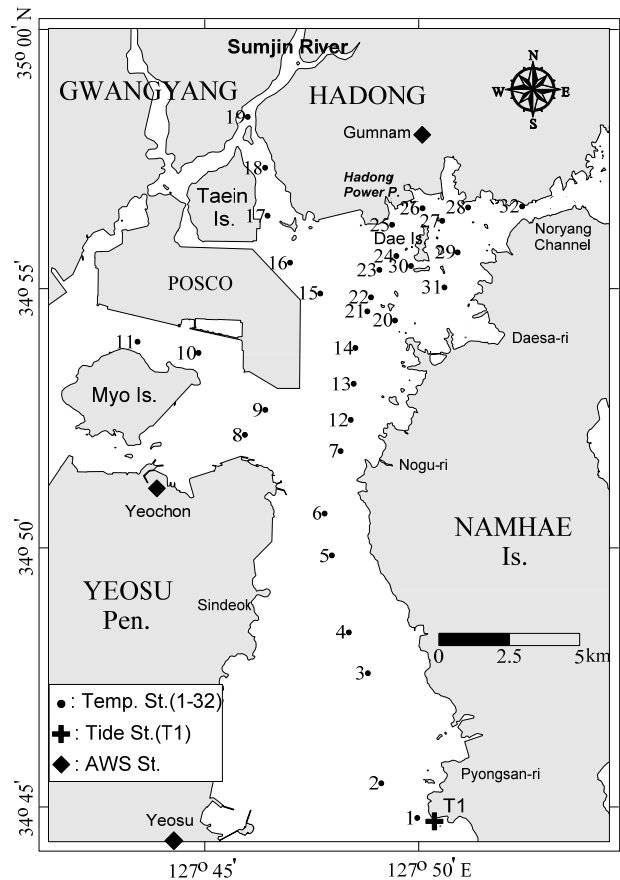 35° 00' N
Sumjin River
GWANGYANG
HADONG
N
W E
S
19
Gumnam
18
Hadong
Power P.
Taein
Is.
17
26
28
32
25
27
Noryang
Channel
Dae Is.
16
24
29
23
30
34° 55'
POSCO
15
22
31
21
20
11
10
14
Daesa-ri
Myo Is.
13
9
12
8
7
Nogu-ri
Yeochon
6
34° 50'
5
NAMHAE
Is.
YEOSU
Pen.
Sindeok
4
0 2.5 5km
3
: Temp. St.(1-32)
: Tide St.(T1)
: AWS St.
2
Pyongsan-ri
34° 45'
1
T1
Yeosu
127° 45'
127° 50' E